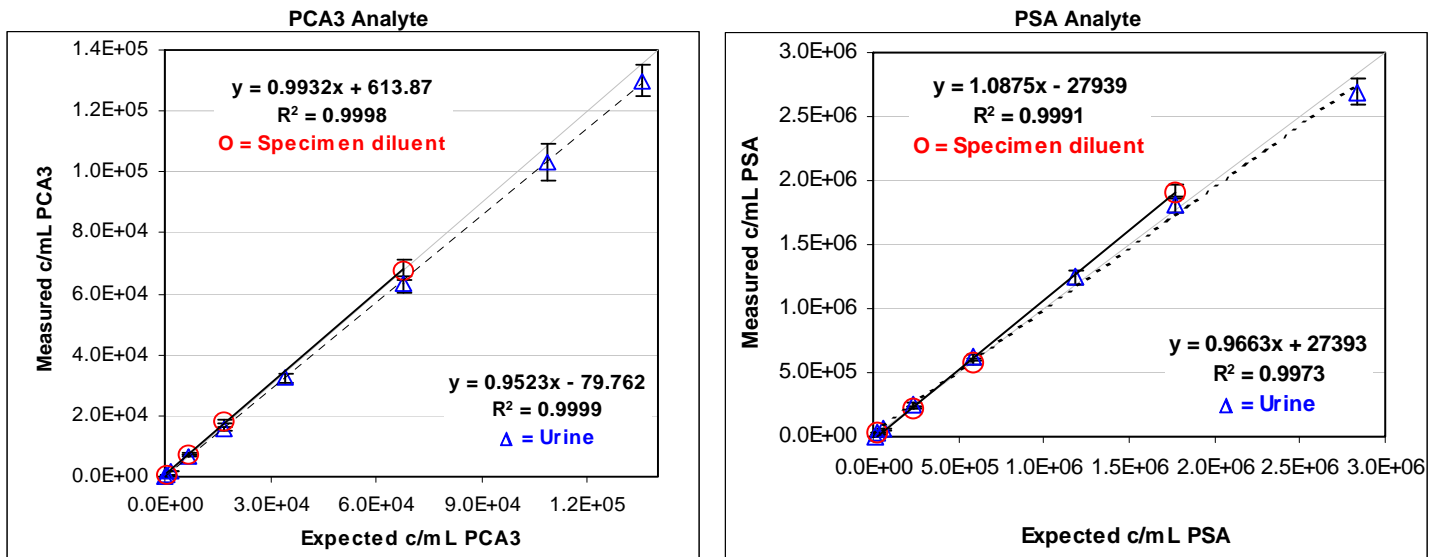 PCA3 Analyte
1.4E+05
1.2E+05
1.0E+05
8.0E+04
6.0E+04
4.0E+04
2.0E+04
0.0E+00
Measured c/mL PCA3
y = 0.9932x + 613.87
R² = 0.9998
O = Specimen diluent
y = 0.9523x - 79.762
R² = 0.9999
Δ = Urine
0.0E+00 3.0E+04 6.0E+04 9.0E+04 1.2E+05
Expected c/mL PCA3
PSA Analyte
3.0E+06
2.5E+06
2.0E+06
1.5E+06
1.0E+06
5.0E+05
0.0E+00
Measured c/mL PSA
y = 1.0875x - 27939
R² = 0.9991
O = Specimen diluent
y = 0.9663x + 27393
R² = 0.9973
Δ = Urine
0.0E+00 5.0E+05 1.0E+06 1.5E+06 2.0E+06 2.5E+06 3.0E+06
Expected c/mL PSA